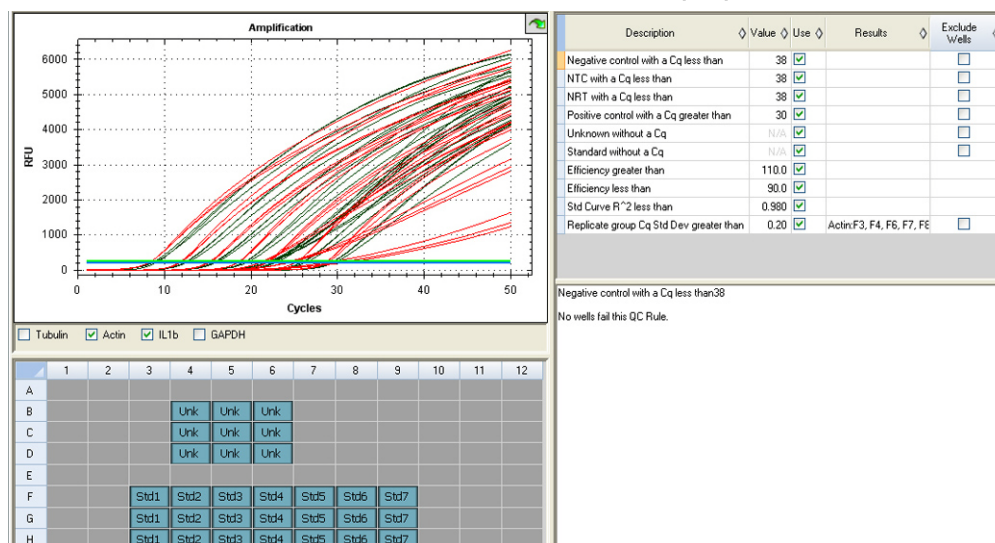 Amplification
6000
5000
4000
3000
2000
1000
0
RFU
0 10 20 30 40 50
Cycles
Tubulin Actin IL1b GAPDH
1 2 3 4 5 6 7 8 9 10 11 12
A
B Unk Unk Unk
C Unk Unk Unk
D Unk Unk Unk
E
F Std1 Std2 Std3 Std4 Std5 Std6 Std7
G Std1 Std2 Std3 Std4 Std5 Std6 Std7
H Std1 Std2 Std3 Std4 Std5 Std6 Std7
Description Value Use Results Exclude
Wells
Negative control with a Cq less than 38
NTC with a Cq less than 38
NRT with a Cq less than 38
Positive control with a Cq greater than 30
Unknown without a Cq N/A
Standard without a Cq N/A
Efficiency greater than 110.0
Efficiency less than 90.0
Std Curve R^2 less than 0.980
Replicate group Cq Std Dev greater than 0.20 Actin:F3, F4, F6, F7, F8
Negative control with a Cq less than38
No wells fail this QC Rule.